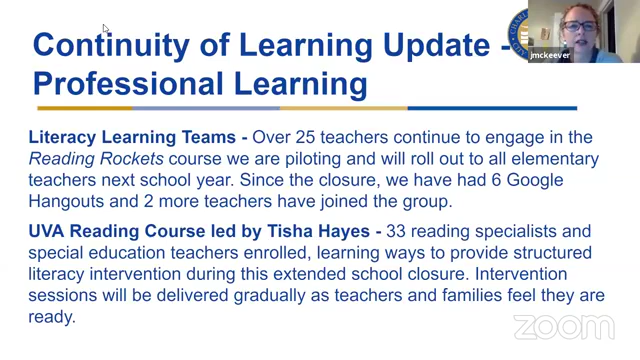 Continuity of Learning Update -
Professional Learning
jmckeever
Literacy Learning Teams - Over 25 teachers continue to engage in the
Reading Rockets course we are piloting and will roll out to all elementary
teachers next school year. Since the closure, we have had 6 Google
Hangouts and 2 more teachers have joined the group.
UVA Reading Course led by Tisha Hayes - 33 reading specialists and
special education teachers enrolled, learning ways to provide structured
literacy intervention during this extended school closure. Intervention
sessions will be delivered gradually as teachers and families feel they are
ready.
zoom